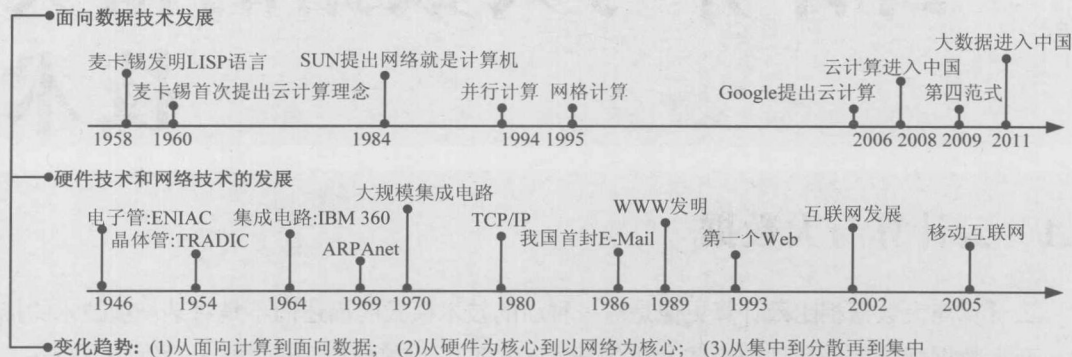 面向数据技术发展
大数据进入中国
麦卡锡发明LISP语言 SUN提出网络就是计算机 云计算进入中国
麦卡锡首次提出云计算理念 并行计算 网格计算 Google提出云计算 第四范式
1958 1960 1984 1994 1995 2006 2008 2009 2011
硬件技术和网络技术的发展
大规模集成电路
电子管:ENIAC 集成电路:IBM 360 TCP/IP WWW发明 互联网发展
晶体管:TRADIC ARPAnet 我国首封E-Mail 第一个Web 移动互联网
1946 1954 1964 1969 1970 1980 1986 1989 1993 2002 2005
变化趋势: (1)从面向计算到面向数据; (2)从硬件为核心到以网络为核心; (3)从集中到分散再到集中